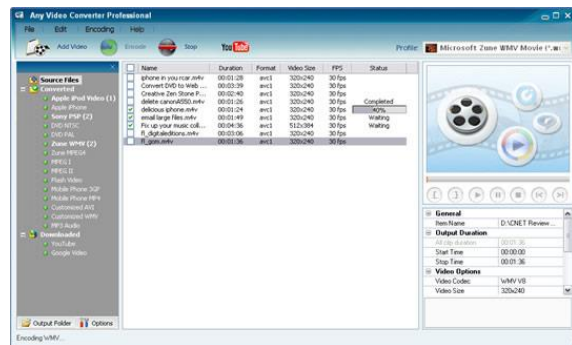 Any Video Converter Professional
File Edit Encoding Help
Add Video Encode Stop You Tube Profile: Microsoft Zune WMV Movie (*.w
Source Files
Converted
Apple iPod Video (1)
Apple iPhone
Sony PSP (2)
DVD NTSC
DVD PAL
Zune WMV (2)
Zune MPEG4
MPEG I
MPEG II
Flash Video
Mobile Phone 3GP
Mobile Phone MP4
Customized AVI
Customized WMV
MP3 Audio
Downloaded
YouTube
Google Video
Output Folder Options
Name Duration Format Video Size FPS Status
iphone in you rcar.m4v 00:01:28 avc1 320x240 30 fps
Convert DVD to Web ... 00:03:39 avc1 320x240 30 fps
Creative Zen Stone P... 00:02:40 avc1 320x240 30 fps
delete canonA550.m4v 00:01:26 avc1 320x240 30 fps Completed
delicious iphone.m4v 00:01:24 avc1 320x240 30 fps 40%
email large files.m4v 00:01:49 avc1 320x240 30 fps Waiting
Fix up your music coll... 00:04:36 avc1 512x384 30 fps Waiting
fl_digitaleditions.m4v 00:03:06 avc1 320x240 30 fps
fl_gom.m4v 00:01:36 avc1 320x240 30 fps
General
Item Name D:\CNET Review ...
Output Duration
All clip duration 00:01:36
Start Time 00:00:00
Stop Time 00:01:36
Video Options
Video Codec WMV V8
Video Size 320x240
Encoding WMV...